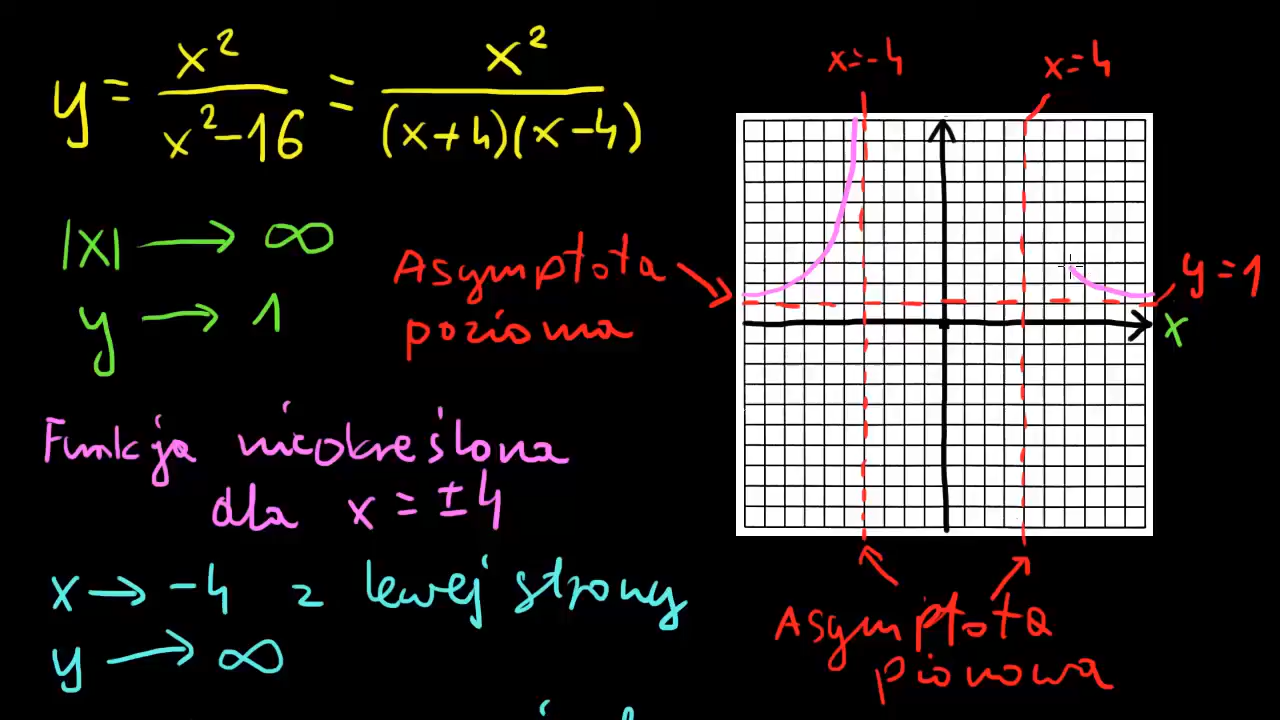 y = x²/(x²-16) = x²/((x+4)(x-4))
|x| → ∞
y → 1
Asymptota
pozioma
Funkcja nieokreślona
dla x = ±4
x → -4 z lewej strony
y → ∞
x=-4
x=4
y=1
x
Asymptota
pionowa